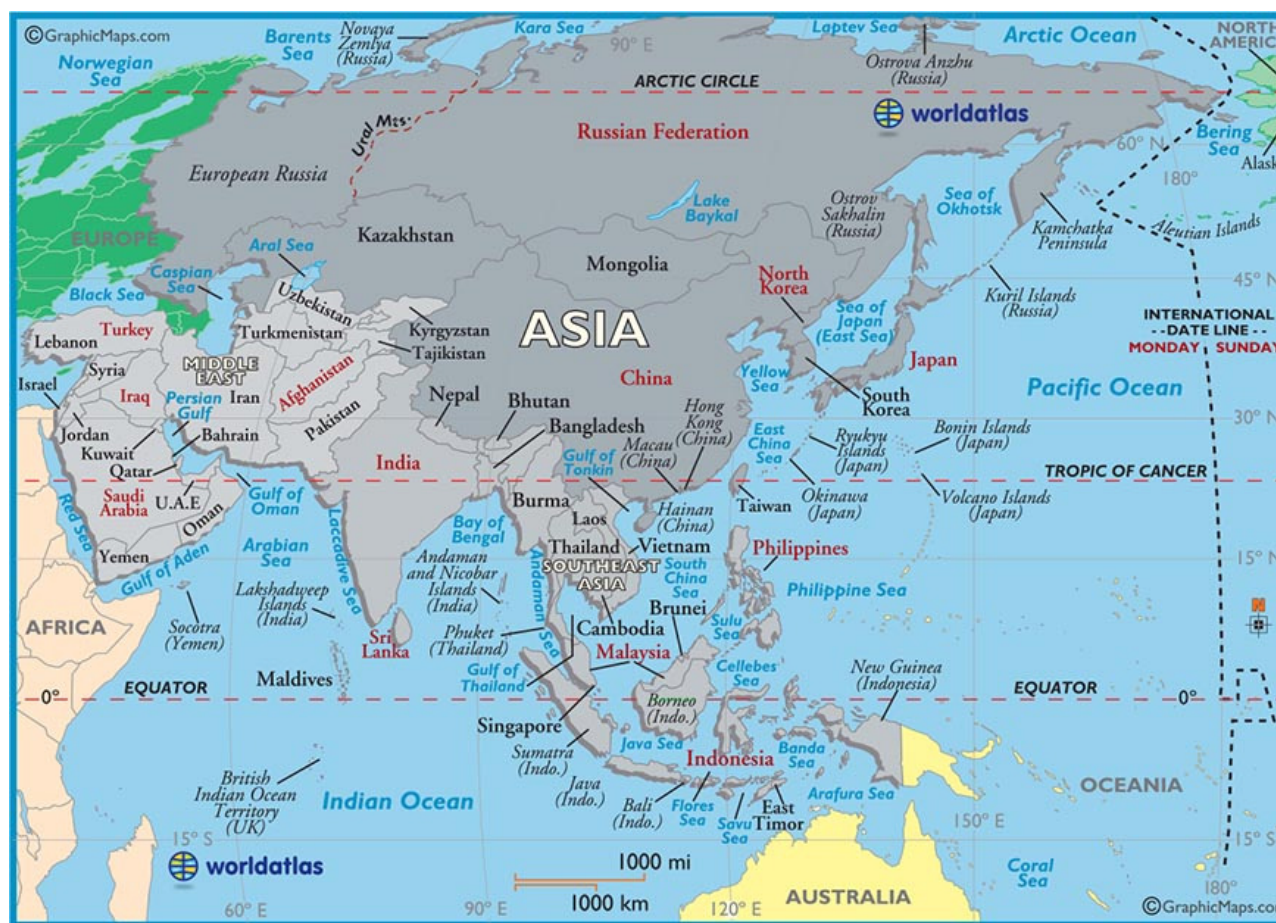 ©GraphicMaps.com
Norwegian
Sea
Barents
Sea
Novaya
Zemlya
(Russia)
Kara Sea
90° E
Laptev Sea
Ostrova Anzhu
(Russia)
Arctic Ocean
NORTH
AMERIC
ARCTIC CIRCLE
worldatlas
Ural Mts.
Russian Federation
European Russia
60° N
180°
Bering
Sea
Alask
EUROPE
Lake
Baykal
Ostrov
Sakhalin
(Russia)
Sea of
Okhotsk
Kamchatka
Peninsula
Aleutian Islands
Kazakhstan
Aral Sea
Caspian
Sea
Black Sea
Mongolia
North
Korea
45° N
Kuril Islands
(Russia)
INTERNATIONAL
-- DATE LINE --
MONDAY SUNDAY
Uzbekistan
Turkey
Lebanon
Turkmenistan
Kyrgyzstan
Tajikistan
ASIA
Sea of
Japan
(East Sea)
Japan
Syria
MIDDLE
EAST
Israel
Iraq
Iran
Afghanistan
Persian
Gulf
Pakistan
Nepal
China
Bhutan
Yellow
Sea
South
Korea
Pacific Ocean
30° N
Jordan
Kuwait
Bahrain
Qatar
Bangladesh
Hong
Kong
(China)
Macau
(China)
East
China
Sea
Ryukyu
Islands
(Japan)
Bonin Islands
(Japan)
India
Gulf of
Tonkin
TROPIC OF CANCER
Saudi
Arabia
U.A.E
Oman
Gulf of
Oman
Red Sea
Burma
Laos
Hainan
(China)
Taiwan
Okinawa
(Japan)
Volcano Islands
(Japan)
Yemen
Gulf of Aden
Arabian
Sea
Laccadive Sea
Bay of
Bengal
Andaman Sea
Thailand
Vietnam
SOUTHEAST
ASIA
Philippines
15° N
South
China
Sea
Philippine Sea
Lakshadweep
Islands
(India)
Andaman
and Nicobar
Islands
(India)
AFRICA
Socotra
(Yemen)
Brunei
Sulu
Sea
N
Sri
Lanka
Phuket
(Thailand)
Cambodia
Malaysia
Gulf of
Thailand
Cellebes
Sea
New Guinea
(Indonesia)
Maldives
0°
EQUATOR
Borneo
(Indo.)
EQUATOR
0°
Singapore
Sumatra
(Indo.)
Java Sea
Indonesia
Banda
Sea
British
Indian Ocean
Territory
(UK)
Indian Ocean
Java
(Indo.)
Bali
(Indo.)
Flores
Sea
Savu
Sea
East
Timor
Arafura Sea
OCEANIA
15° S
150° E
15° S
worldatlas
1000 mi
1000 km
60° E
90° E
120° E
AUSTRALIA
Coral
Sea
180°
©GraphicMaps.com